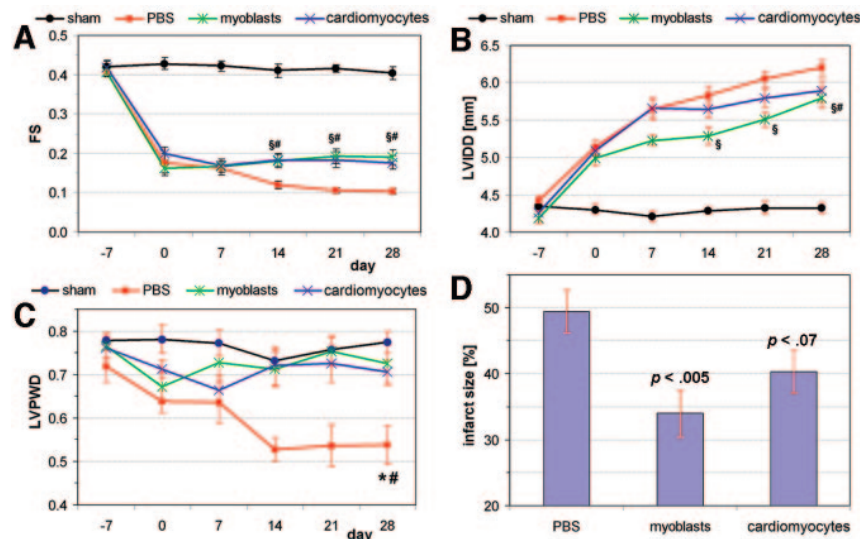 sham PBS myoblasts cardiomyocytes
A
0.5
0.4
0.3
0.2
0.1
0.0
FS
§# §# §#
-7 0 7 14 21 28
day
sham PBS myoblasts cardiomyocytes
B
6.5
6.0
5.5
5.0
4.5
4.0
LVIDD [mm]
§ § §#
-7 0 7 14 21 28
day
sham PBS myoblasts cardiomyocytes
C
0.8
0.7
0.6
0.5
0.4
LVPWD
*#
-7 0 7 14 21 28
day
D
50
40
30
20
infarct size [%]
p < .005
p < .07
PBS myoblasts cardiomyocytes